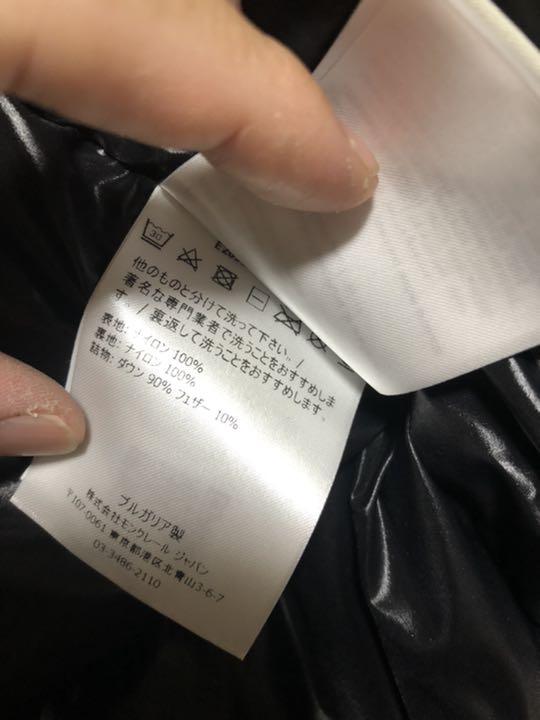 30
他のものと分けて洗って下さい。/
著名な専門業者で洗うことをおすすめしま
す。/ 裏返して洗うことをおすすめします。
表地: ナイロン 100%
裏地: ナイロン 100%
詰物: ダウン 90% フェザー 10%
ブルガリア製
株式会社モンクレール ジャパン
〒107-0061 東京都港区北青山3-6-7
03-3486-2110